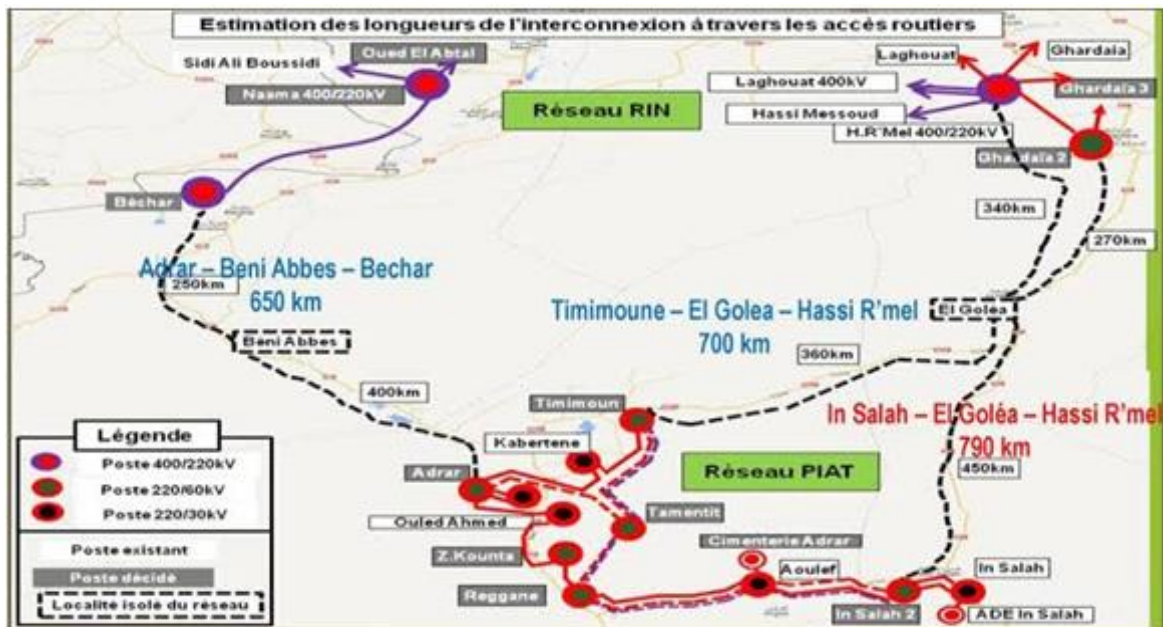 Estimation des longueurs de l'interconnexion à travers les accès routiers
Sidi Ali Boussidi
Oued El Abtal
Naama 400/220kV
Béchar
Réseau RIN
Laghouat
Ghardaia
Laghouat 400kV
Ghardaïa 3
Hassi Messoud
H.R'Mel 400/220kV
Ghardaïa 2
340km
270km
Adrar – Beni Abbes – Bechar
250km
650 km
Beni Abbes
400km
Timimoune – El Golea – Hassi R'mel
700 km
El Golea
360km
In Salah – El Goléa – Hassi R'mel
790 km
450km
Timimoun
Kabertene
Adrar
Réseau PIAT
Ouled Ahmed
Tamentit
Z.Kounta
Cimenterie Adrar
Reggane
Aoulef
In Salah
In Salah 2
ADE In Salah
Légende
Poste 400/220kV
Poste 220/60kV
Poste 220/30kV
Poste existant
Poste décidé
Localité isolé du réseau